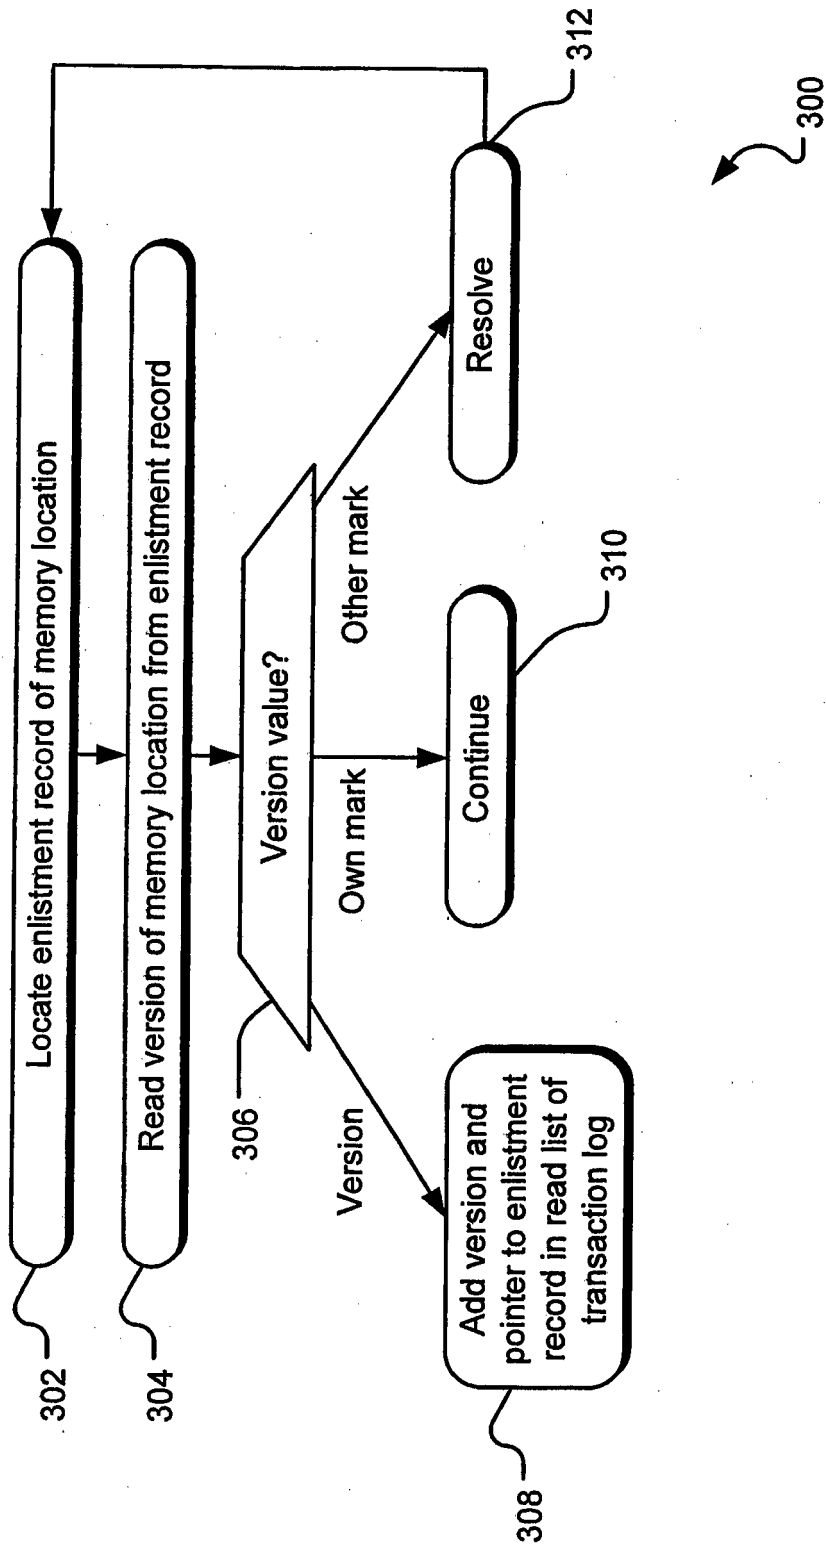 302
Locate enlistment record of memory location
304
Read version of memory location from enlistment record
306
Version value?
Version
Own mark
Other mark
308
Add version and
pointer to enlistment
record in read list of
transaction log
Continue
310
Resolve
312
300